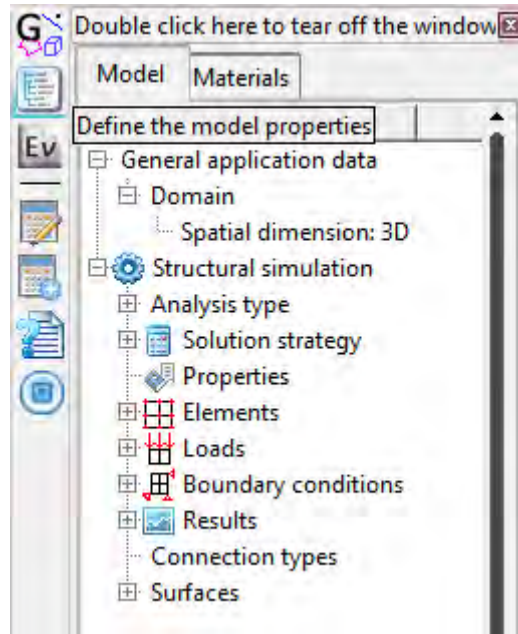 G
Double click here to tear off the window
Model
Materials
Define the model properties
Ev
General application data
Domain
Spatial dimension: 3D
Structural simulation
Analysis type
Solution strategy
Properties
Elements
Loads
Boundary conditions
Results
Connection types
Surfaces